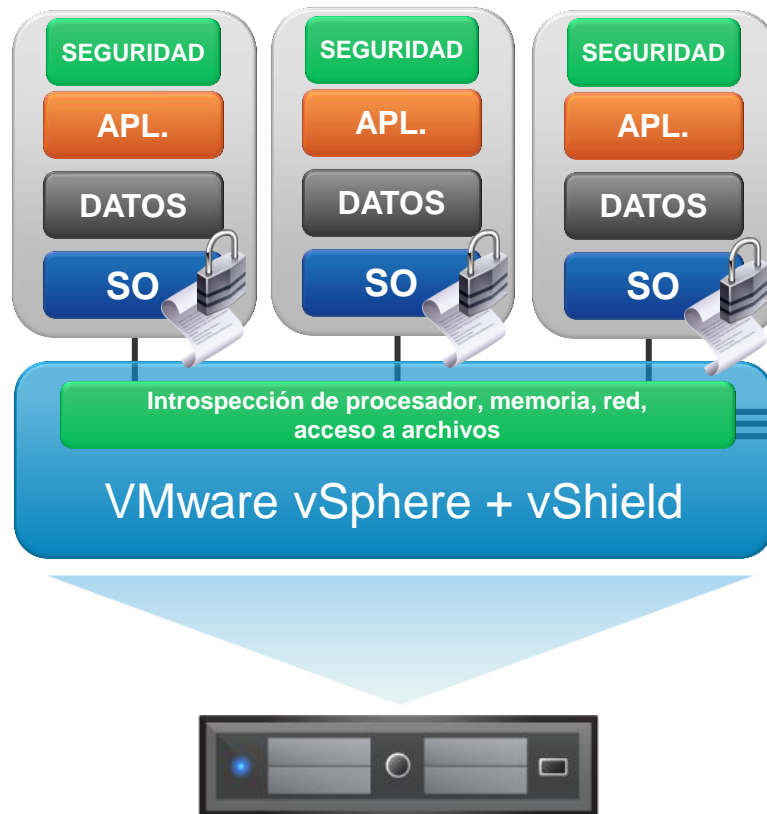 SEGURIDAD
SEGURIDAD
SEGURIDAD
APL.
APL.
APL.
DATOS
DATOS
DATOS
SO
SO
SO
Introspección de procesador, memoria, red,
acceso a archivos
VMware vSphere + vShield